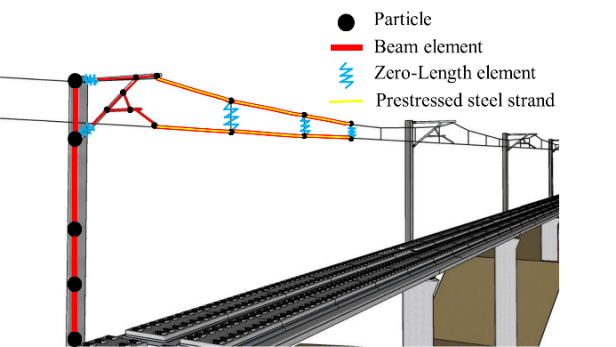 Particle
Beam element
Zero-Length element
Prestressed steel strand